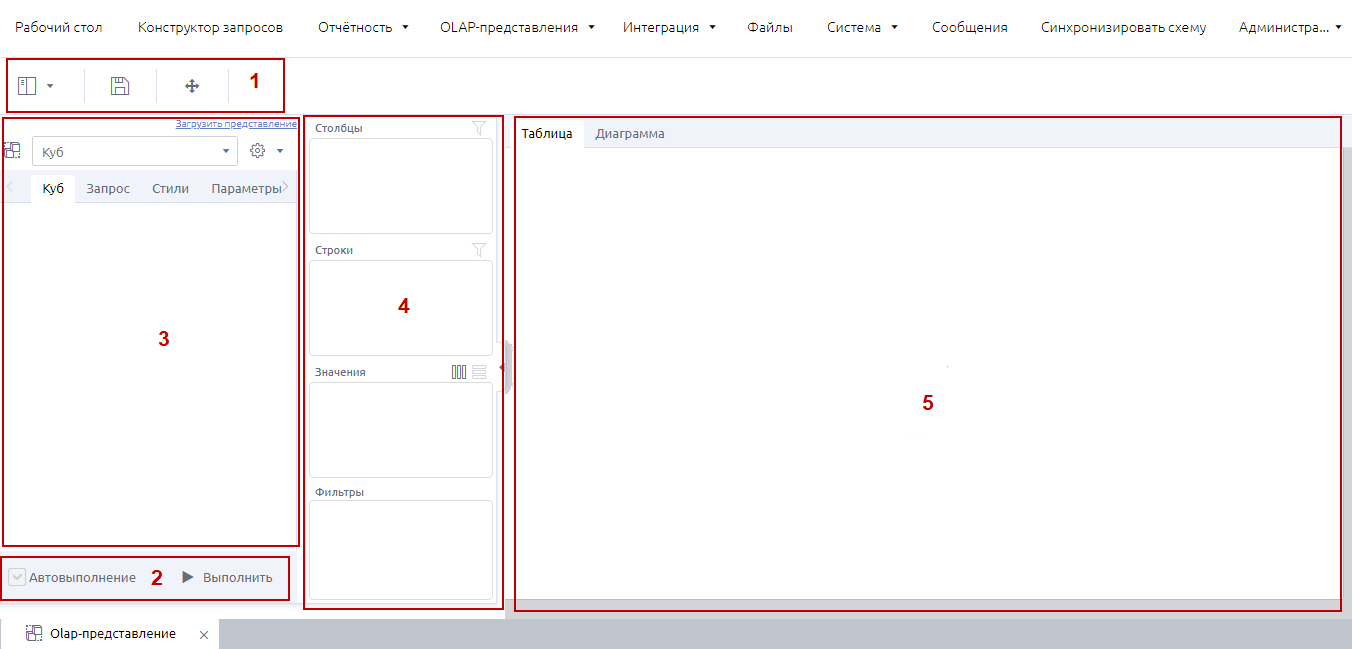 Рабочий стол Конструктор запросов Отчётность OLAP-представления Интеграция Файлы Система Сообщения Синхронизировать схему Администра...
1
Загрузить представление
Куб
Куб Запрос Стили Параметры
3
Автовыполнение 2 Выполнить
Столбцы
Строки
4
Значения
Фильтры
Таблица Диаграмма
5
Olap-представление